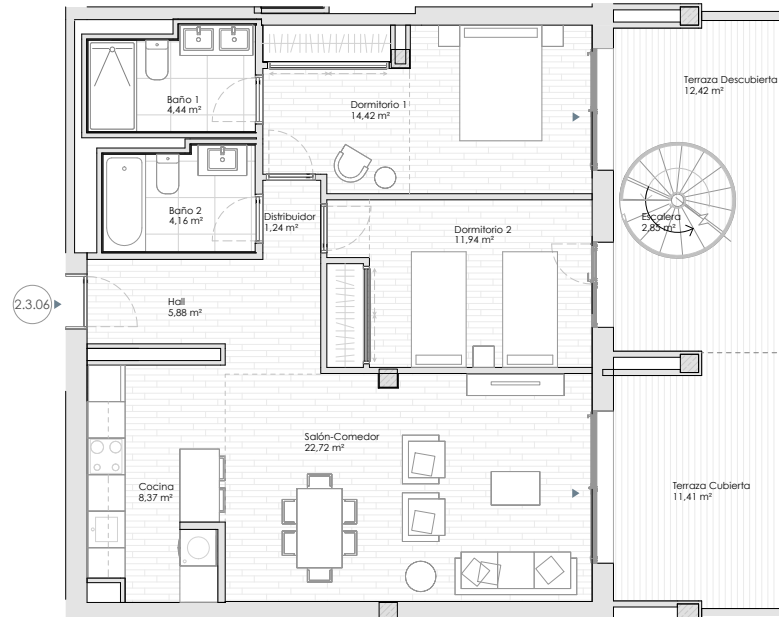 Baño 1
4,44 m²
Dormitorio 1
14,42 m²
Terraza Descubierta
12,42 m²
Baño 2
4,16 m²
Distribuidor
1,24 m²
Dormitorio 2
11,94 m²
Escalera
2,85 m²
2.3.06
Hall
5,88 m²
Salón-Comedor
22,72 m²
Cocina
8,37 m²
Terraza Cubierta
11,41 m²